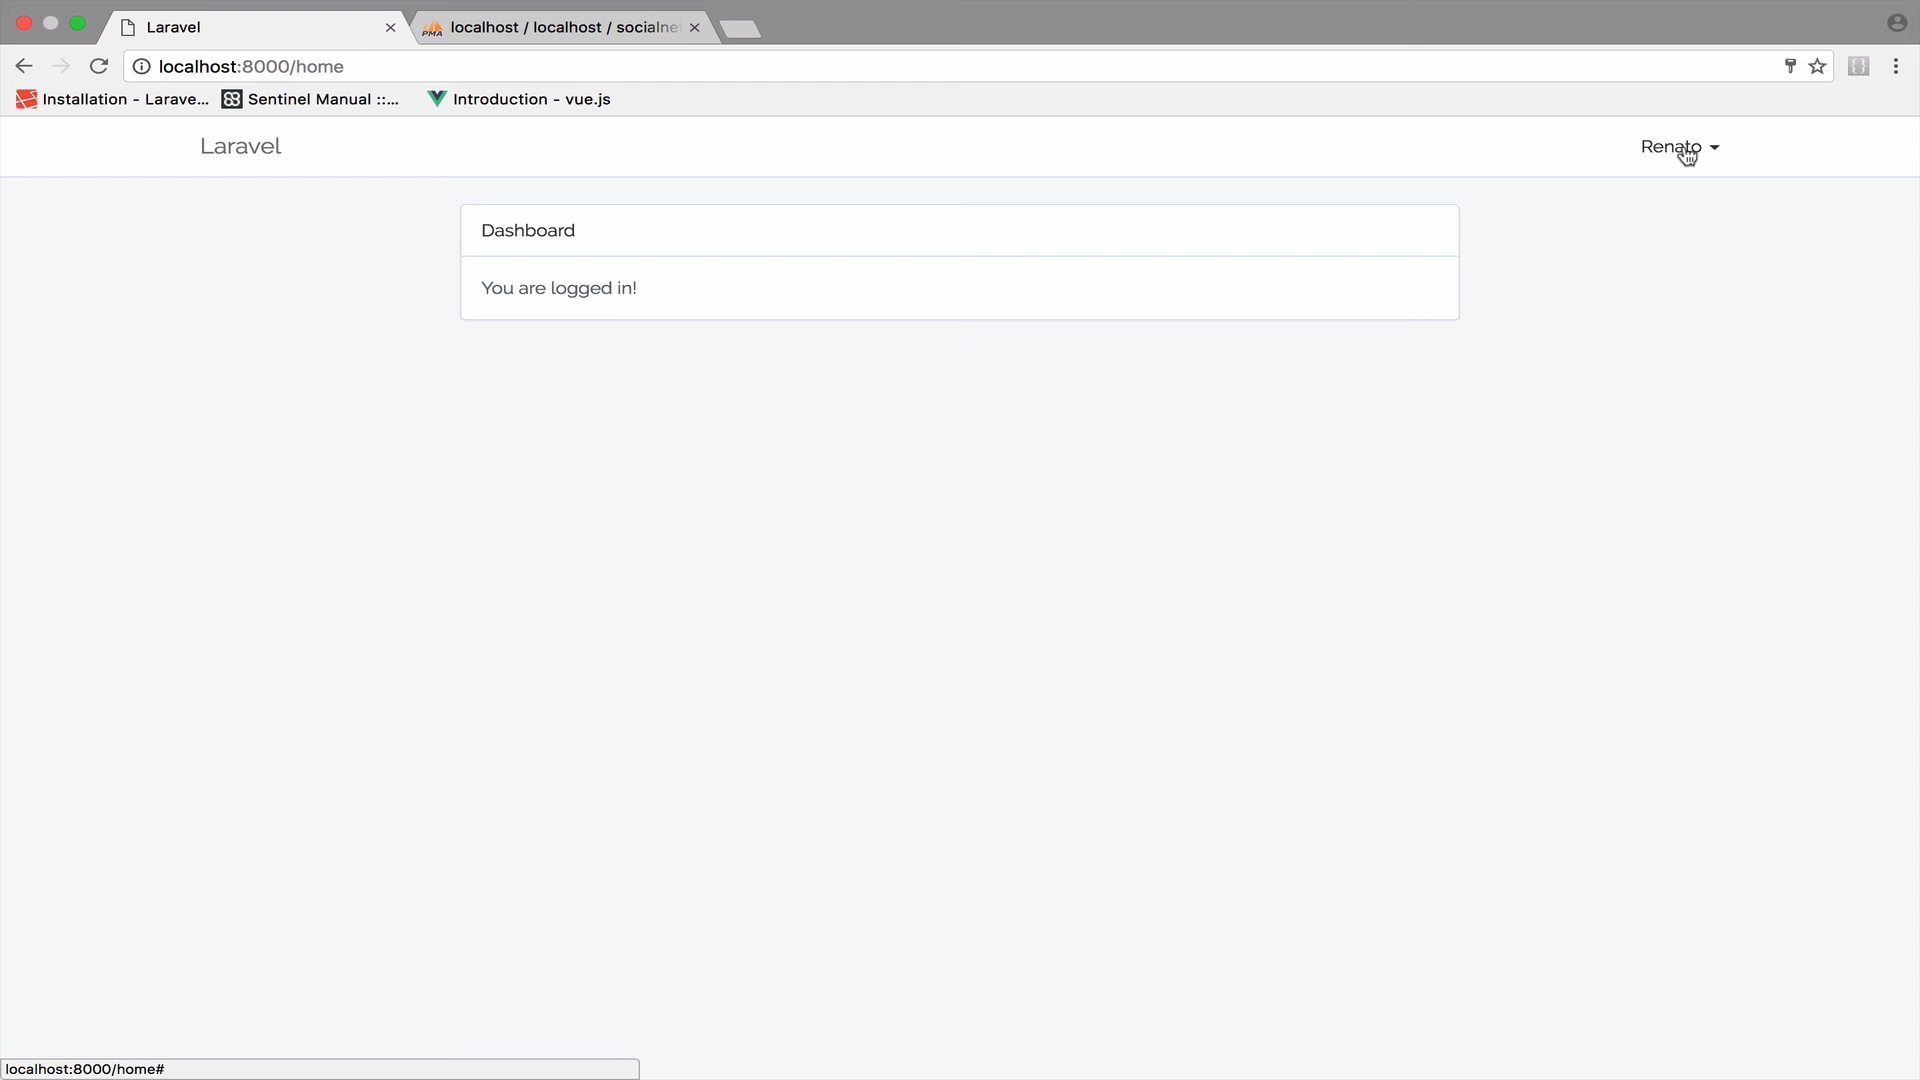 Laravel
localhost / localhost / socialne
localhost:8000/home
Installation - Larave...
Sentinel Manual ::...
Introduction - vue.js
Laravel
Renato
Dashboard
You are logged in!
localhost:8000/home#